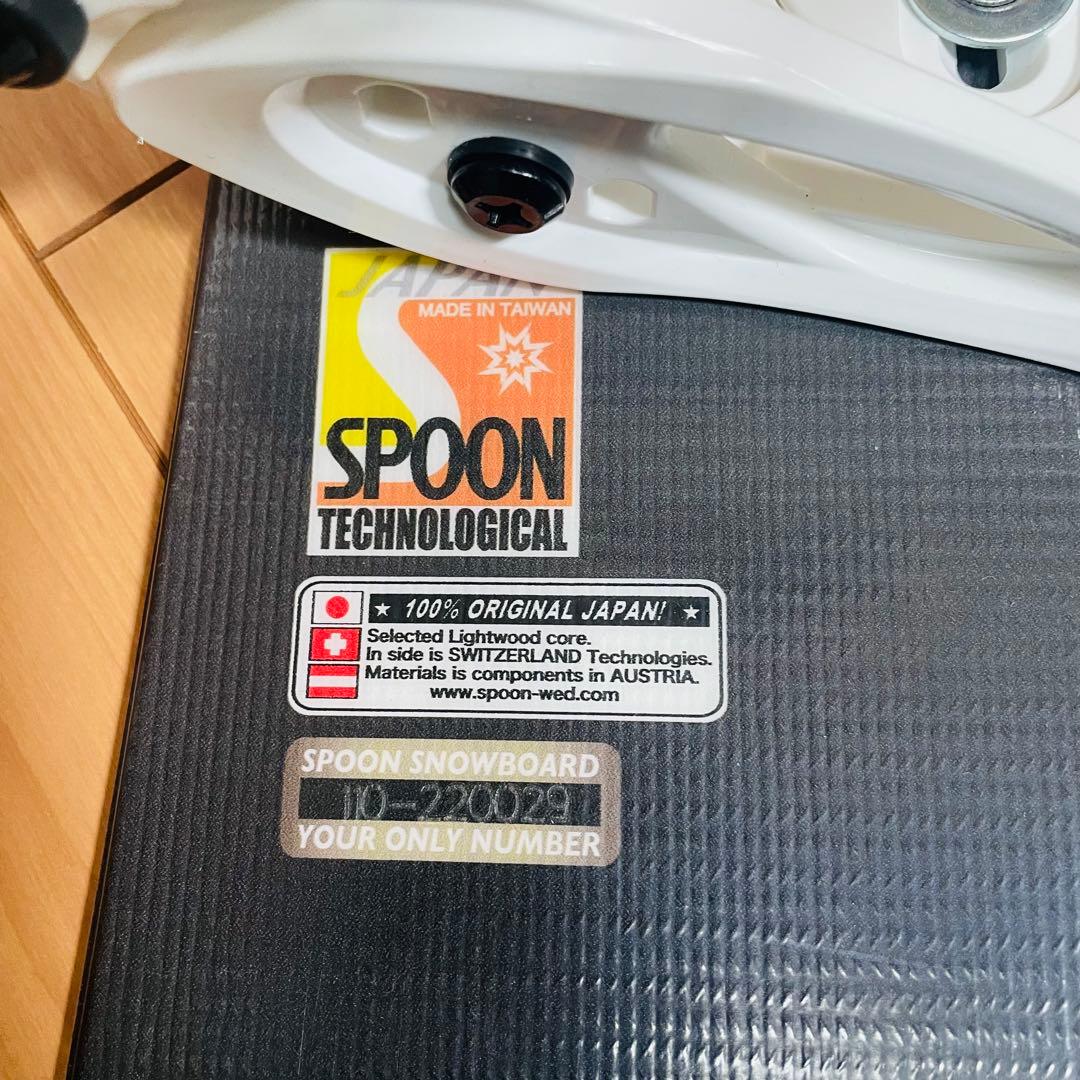 JAPAN
MADE IN TAIWAN
SPOON
TECHNOLOGICAL
★ 100% ORIGINAL JAPAN! ★
Selected Lightwood core.
In side is SWITZERLAND Technologies.
Materials is components in AUSTRIA.
www.spoon-wed.com
SPOON SNOWBOARD
110-220029
YOUR ONLY NUMBER